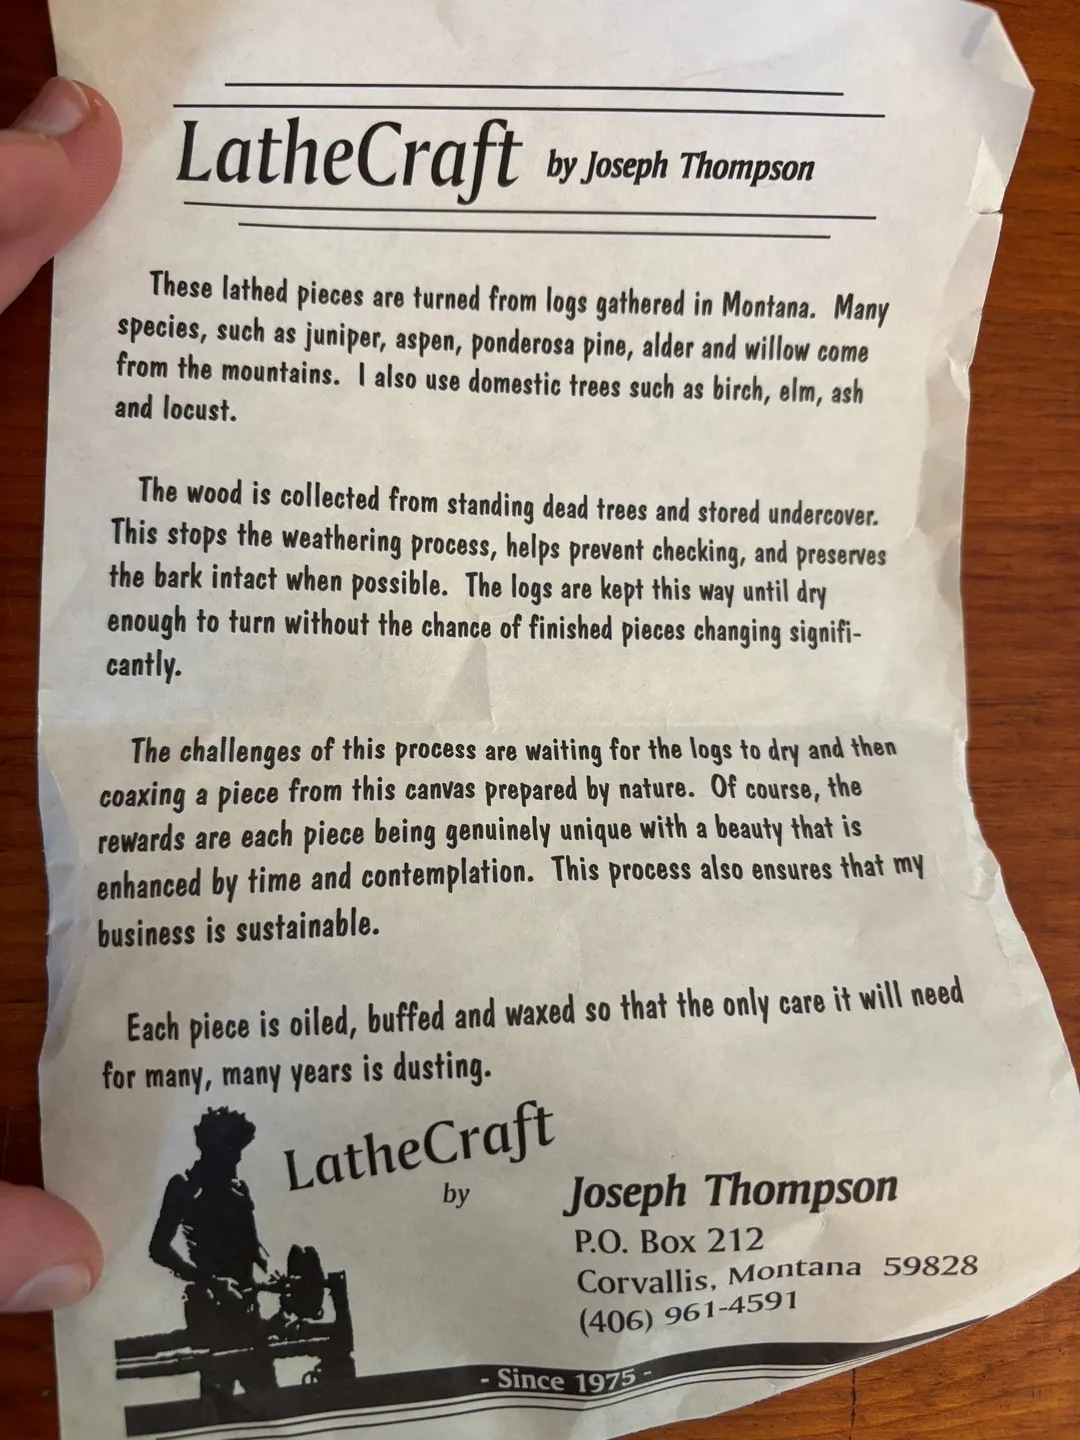 LatheCraft by Joseph Thompson
These lathed pieces are turned from logs gathered in Montana. Many
species, such as juniper, aspen, ponderosa pine, alder and willow come
from the mountains. I also use domestic trees such as birch, elm, ash
and locust.
The wood is collected from standing dead trees and stored undercover.
This stops the weathering process, helps prevent checking, and preserves
the bark intact when possible. The logs are kept this way until dry
enough to turn without the chance of finished pieces changing signifi-
cantly.
The challenges of this process are waiting for the logs to dry and then
coaxing a piece from this canvas prepared by nature. Of course, the
rewards are each piece being genuinely unique with a beauty that is
enhanced by time and contemplation. This process also ensures that my
business is sustainable.
Each piece is oiled, buffed and waxed so that the only care it will need
for many, many years is dusting.
LatheCraft
by
Joseph Thompson
P.O. Box 212
Corvallis, Montana 59828
(406) 961-4591
- Since 1975 -